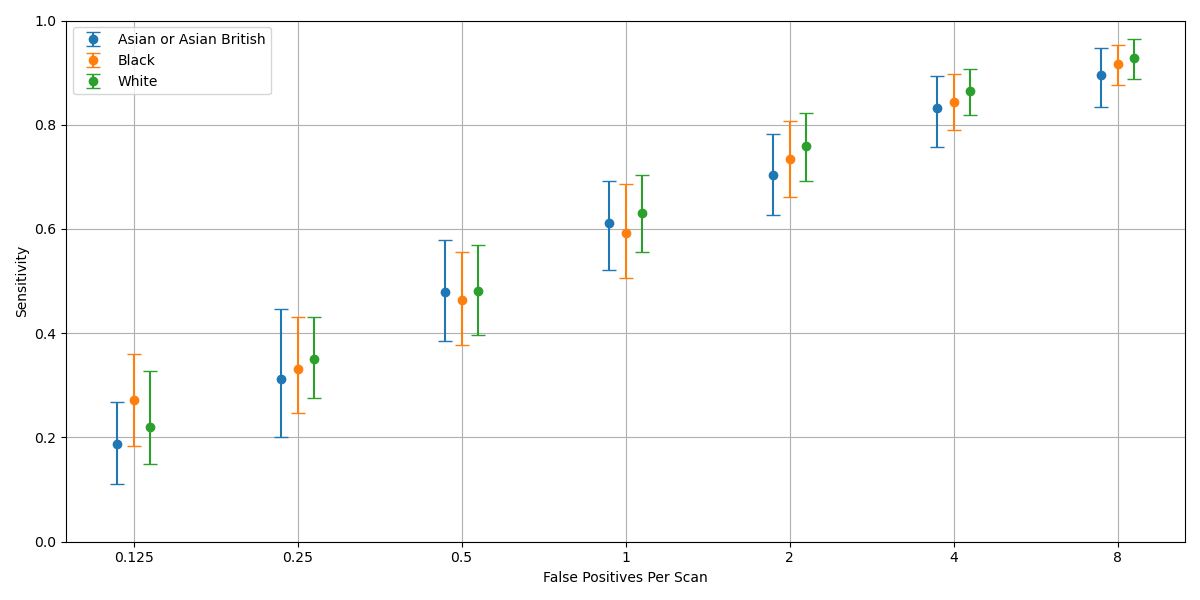 1.0
Asian or Asian British
Black
White
0.8
0.6
0.4
0.2
0.0
Sensitivity
0.125 0.25 0.5 1 2 4 8
False Positives Per Scan